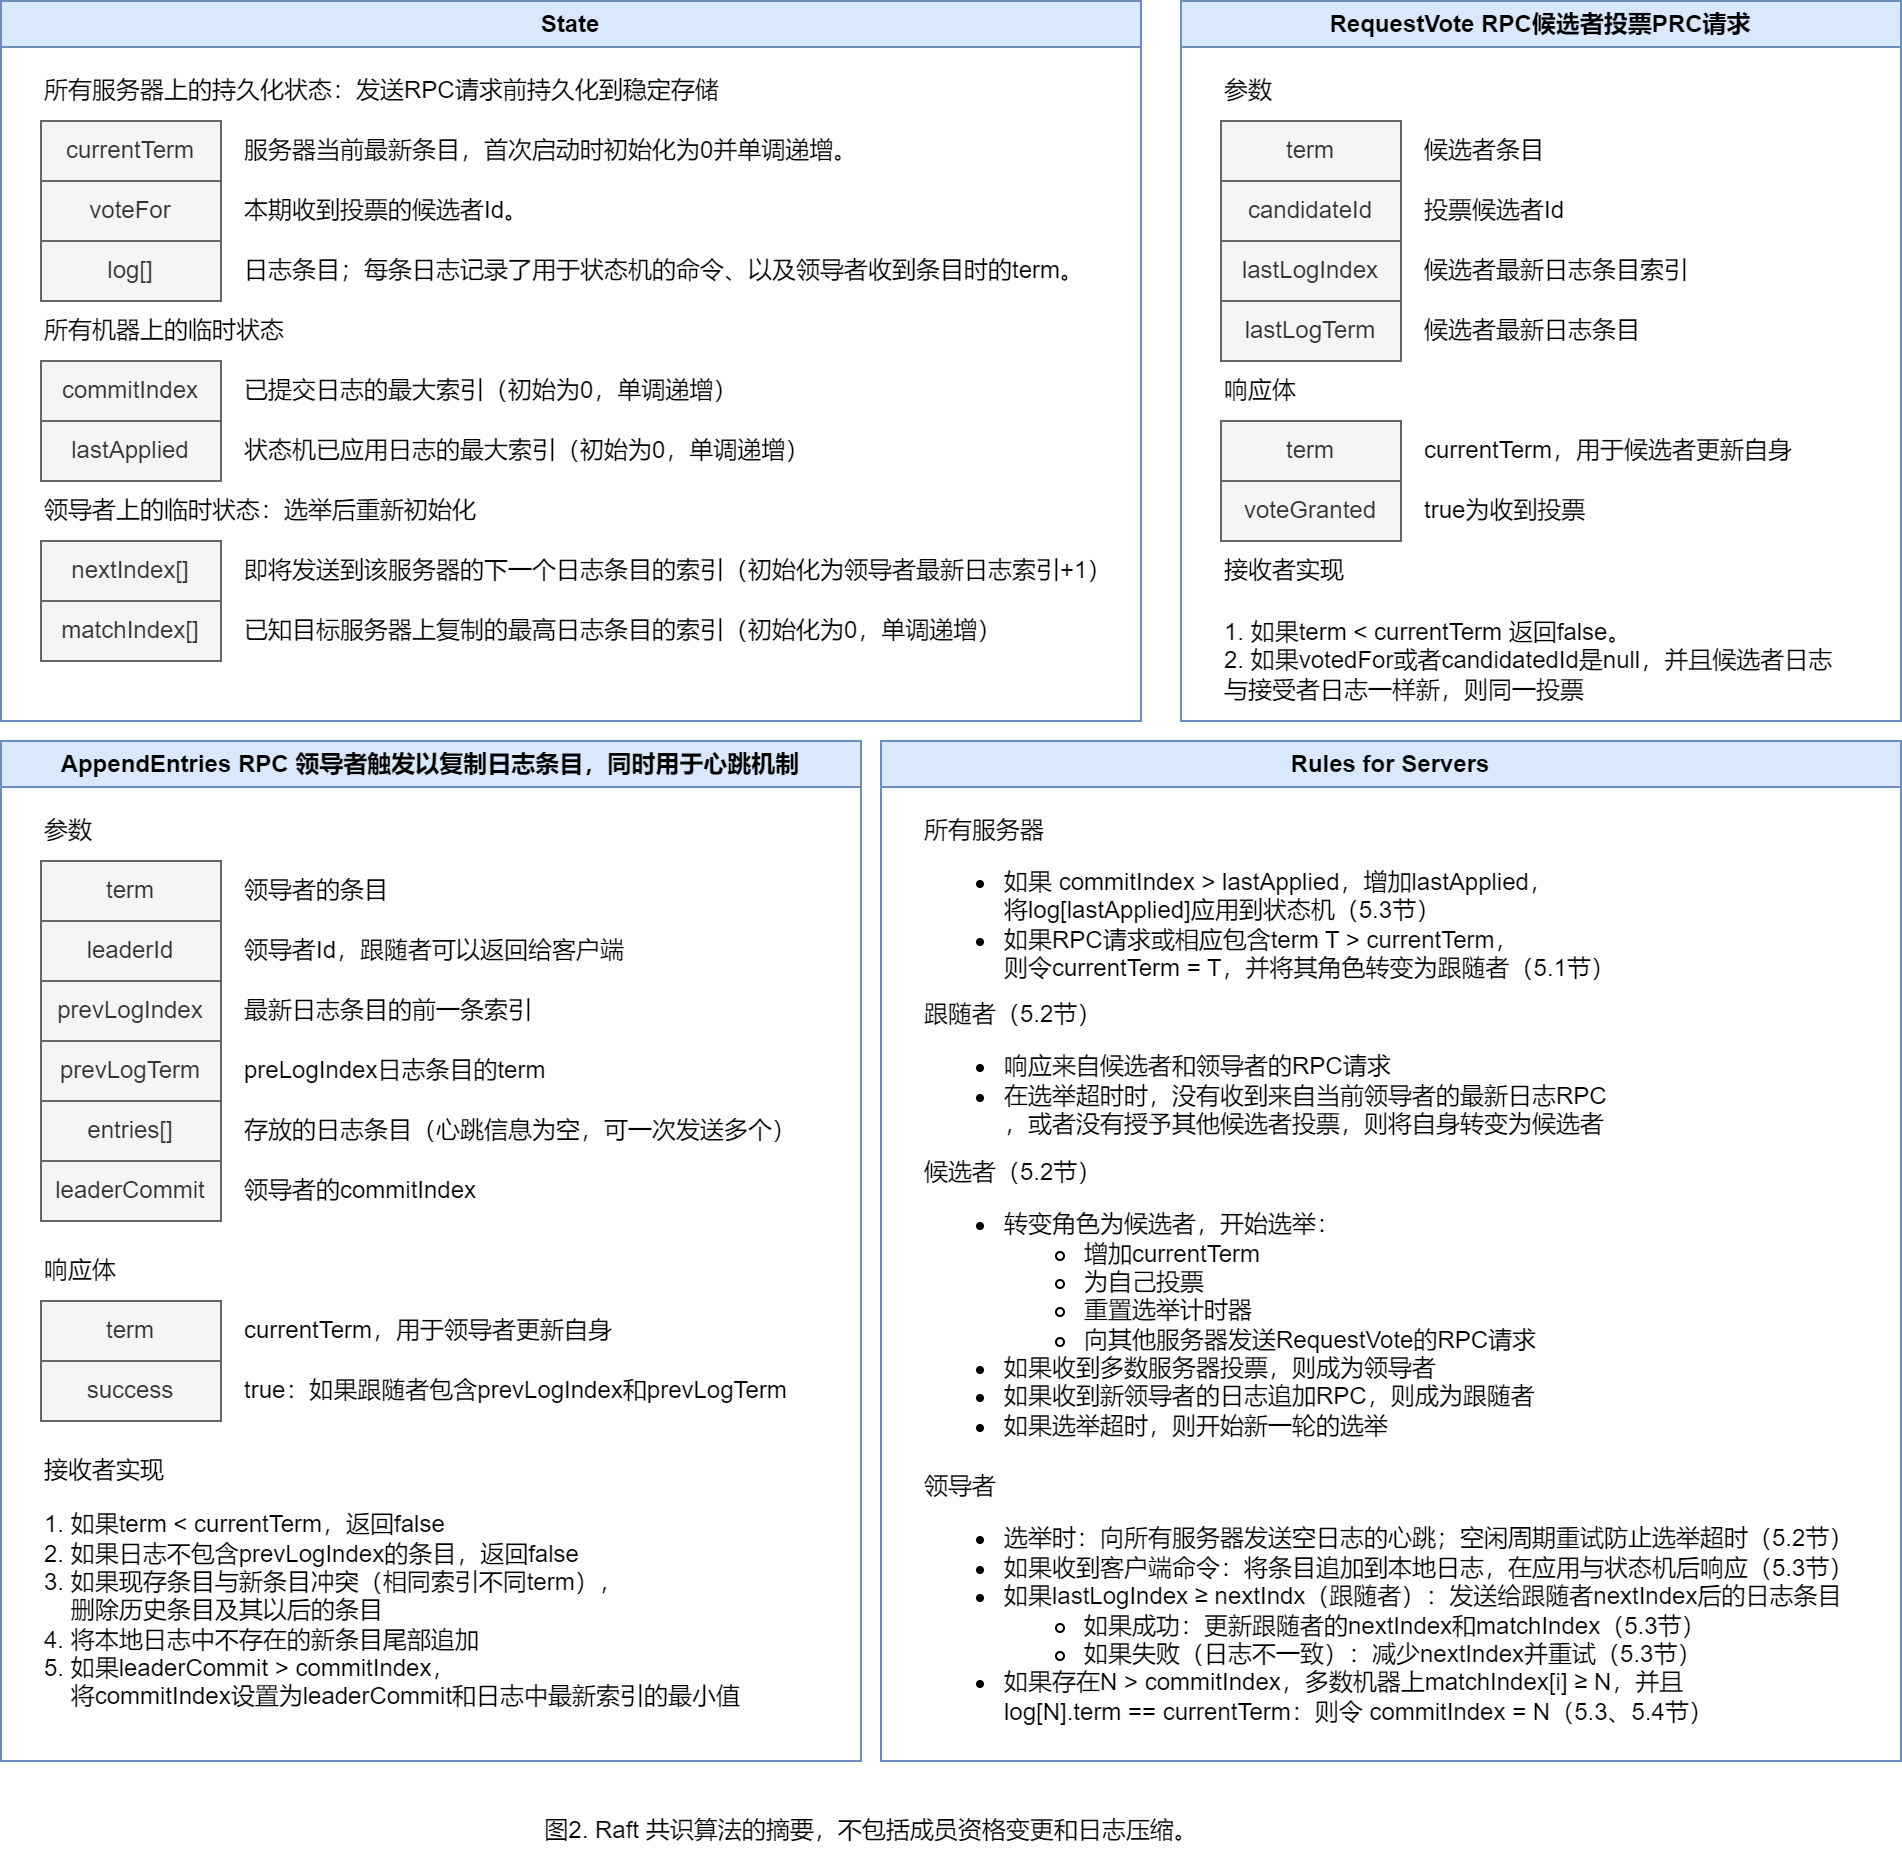 State
所有服务器上的持久化状态：发送RPC请求前持久化到稳定存储
currentTerm 服务器当前最新条目，首次启动时初始化为0并单调递增。
voteFor 本期收到投票的候选者Id。
log[] 日志条目；每条日志记录了用于状态机的命令、以及领导者收到条目时的term。
所有机器上的临时状态
commitIndex 已提交日志的最大索引（初始为0，单调递增）
lastApplied 状态机已应用日志的最大索引（初始为0，单调递增）
领导者上的临时状态：选举后重新初始化
nextIndex[] 即将发送到该服务器的下一个日志条目的索引（初始化为领导者最新日志索引+1）
matchIndex[] 已知目标服务器上复制的最高日志条目的索引（初始化为0，单调递增）
RequestVote RPC候选者投票PRC请求
参数
term 候选者条目
candidateId 投票候选者Id
lastLogIndex 候选者最新日志条目索引
lastLogTerm 候选者最新日志条目
响应体
term currentTerm，用于候选者更新自身
voteGranted true为收到投票
接收者实现
1. 如果term < currentTerm 返回false。
2. 如果votedFor或者candidatedId是null，并且候选者日志
与接受者日志一样新，则同一投票
AppendEntries RPC 领导者触发以复制日志条目，同时用于心跳机制
参数
term 领导者的条目
leaderId 领导者Id，跟随者可以返回给客户端
prevLogIndex 最新日志条目的前一条索引
prevLogTerm preLogIndex日志条目的term
entries[] 存放的日志条目（心跳信息为空，可一次发送多个）
leaderCommit 领导者的commitIndex
响应体
term currentTerm，用于领导者更新自身
success true：如果跟随者包含prevLogIndex和prevLogTerm
接收者实现
1. 如果term < currentTerm，返回false
2. 如果日志不包含prevLogIndex的条目，返回false
3. 如果现存条目与新条目冲突（相同索引不同term），
删除历史条目及其以后的条目
4. 将本地日志中不存在的新条目尾部追加
5. 如果leaderCommit > commitIndex，
将commitIndex设置为leaderCommit和日志中最新索引的最小值
Rules for Servers
所有服务器
• 如果 commitIndex > lastApplied，增加lastApplied，
将log[lastApplied]应用到状态机（5.3节）
• 如果RPC请求或相应包含term T > currentTerm，
则令currentTerm = T，并将其角色转变为跟随者（5.1节）
跟随者（5.2节）
• 响应来自候选者和领导者的RPC请求
• 在选举超时时，没有收到来自当前领导者的最新日志RPC
，或者没有授予其他候选者投票，则将自身转变为候选者
候选者（5.2节）
• 转变角色为候选者，开始选举：
○ 增加currentTerm
○ 为自己投票
○ 重置选举计时器
○ 向其他服务器发送RequestVote的RPC请求
• 如果收到多数服务器投票，则成为领导者
• 如果收到新领导者的日志追加RPC，则成为跟随者
• 如果选举超时，则开始新一轮的选举
领导者
• 选举时：向所有服务器发送空日志的心跳；空闲周期重试防止选举超时（5.2节）
• 如果收到客户端命令：将条目追加到本地日志，在应用与状态机后响应（5.3节）
• 如果lastLogIndex ≥ nextIndx（跟随者）：发送给跟随者nextIndex后的日志条目
○ 如果成功：更新跟随者的nextIndex和matchIndex（5.3节）
○ 如果失败（日志不一致）：减少nextIndex并重试（5.3节）
• 如果存在N > commitIndex，多数机器上matchIndex[i] ≥ N，并且
log[N].term == currentTerm：则令 commitIndex = N（5.3、5.4节）
图2. Raft 共识算法的摘要，不包括成员资格变更和日志压缩。